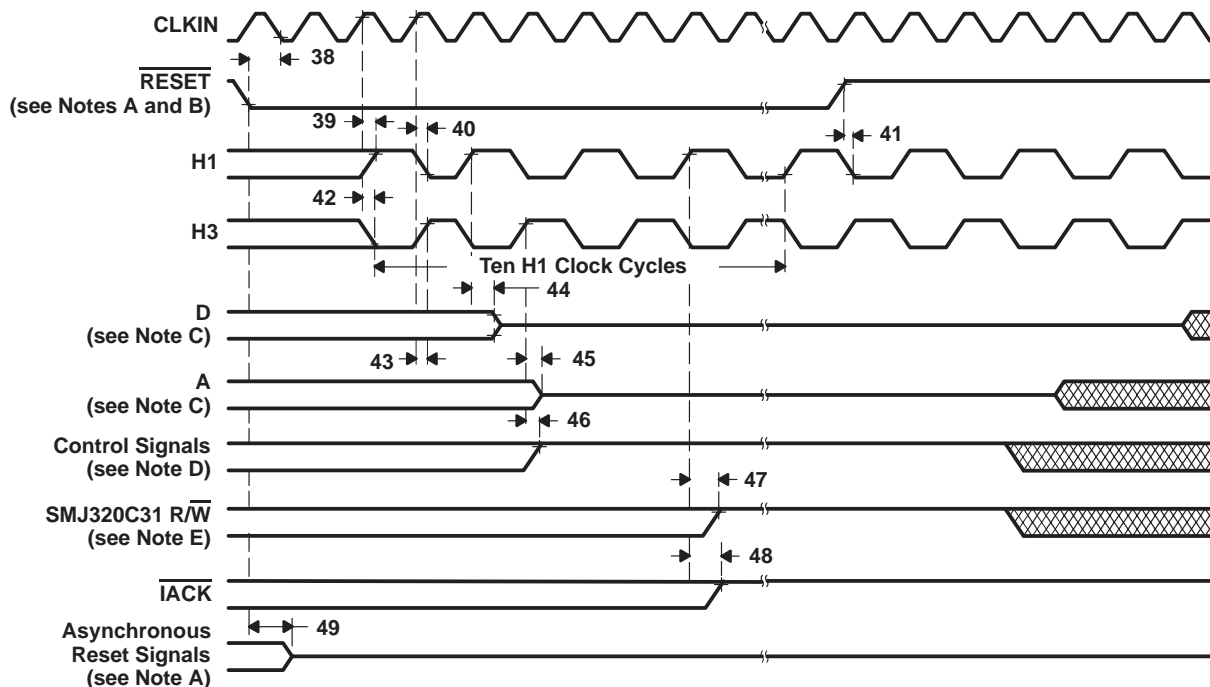 CLKIN
38
RESET
(see Notes A and B)
39
40
41
H1
42
H3
Ten H1 Clock Cycles
44
D
(see Note C)
43
45
A
(see Note C)
46
Control Signals
(see Note D)
47
SMJ320C31 R/W
(see Note E)
48
IACK
49
Asynchronous
Reset Signals
(see Note A)